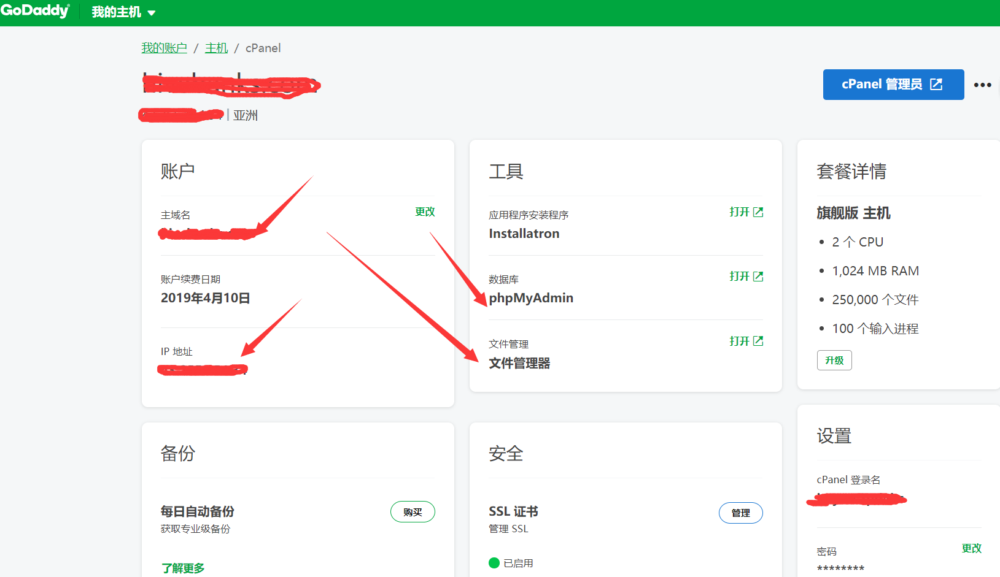 GoDaddy 我的主机
我的账户 / 主机 / cPanel
cPanel 管理员
亚洲
账户
主域名 更改
账户续费日期
2019年4月10日
IP 地址
工具
应用程序安装程序 打开
Installatron
数据库 打开
phpMyAdmin
文件管理 打开
文件管理器
套餐详情
旗舰版 主机
2 个 CPU
1,024 MB RAM
250,000 个文件
100 个输入进程
升级
备份
每日自动备份 购买
获取专业级备份
了解更多
安全
SSL 证书 管理
管理 SSL
已启用
设置
cPanel 登录名
密码 更改
********